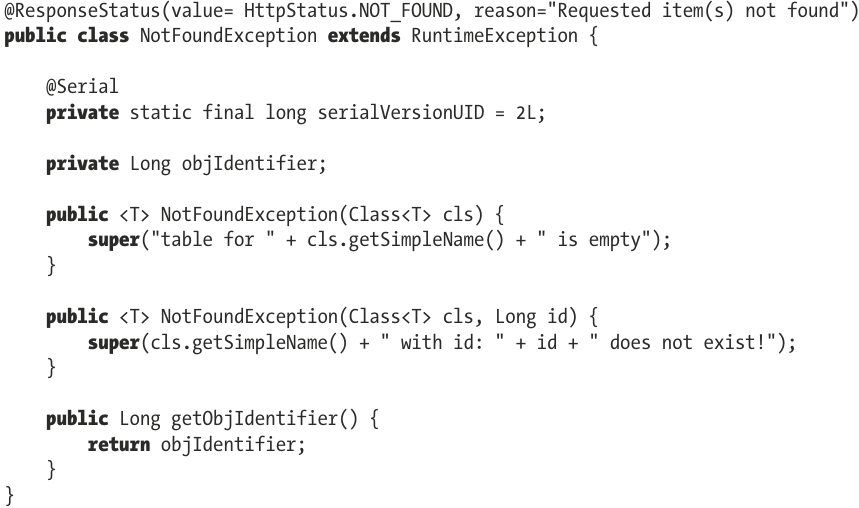 @ResponseStatus(value= HttpStatus.NOT_FOUND, reason="Requested item(s) not found")
public class NotFoundException extends RuntimeException {
@Serial
private static final long serialVersionUID = 2L;
private Long objIdentifier;
public <T> NotFoundException(Class<T> cls) {
super("table for " + cls.getSimpleName() + " is empty");
}
public <T> NotFoundException(Class<T> cls, Long id) {
super(cls.getSimpleName() + " with id: " + id + " does not exist!");
}
public Long getObjIdentifier() {
return objIdentifier;
}
}